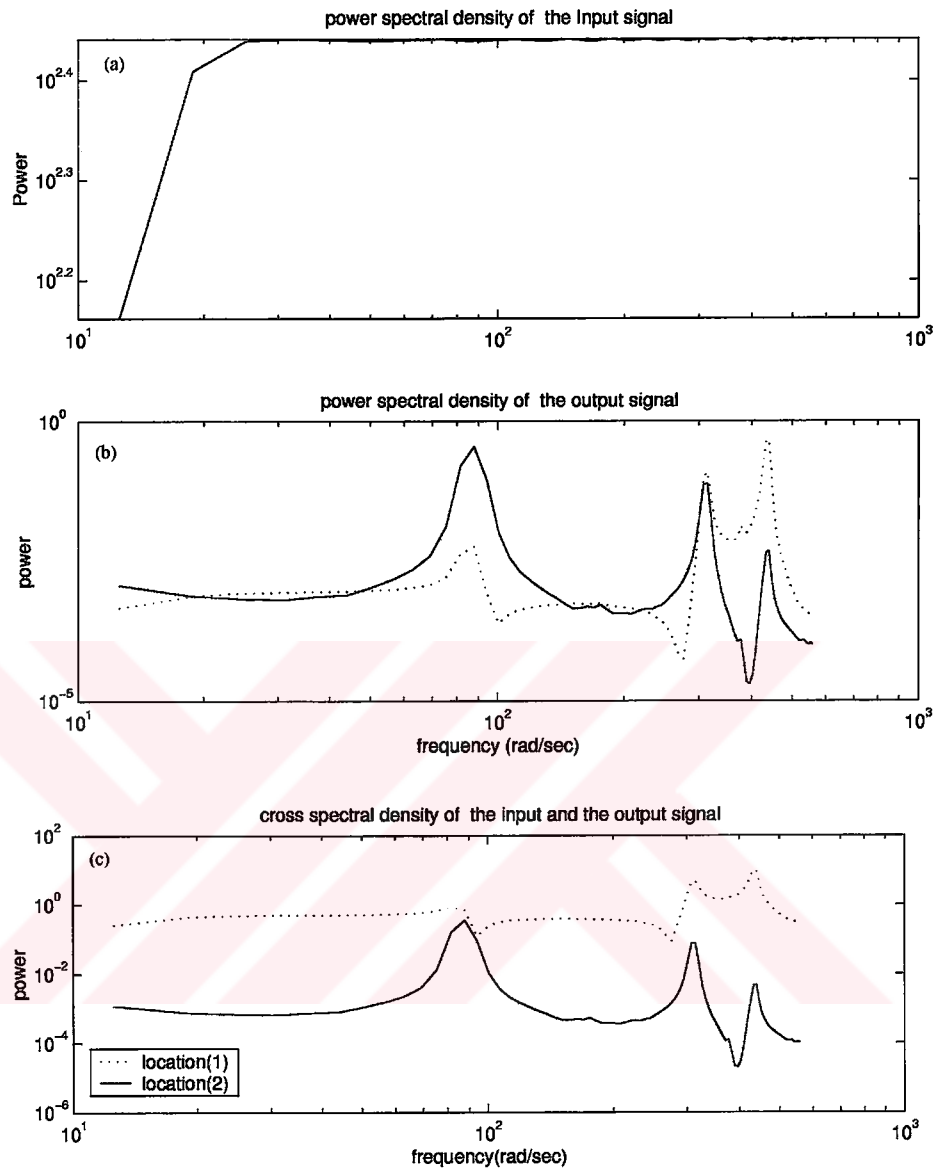 power spectral density of the Input signal
(a)
10^2.4
10^2.3
10^2.2
Power
10^1 10^2 10^3
power spectral density of the output signal
(b)
10^0
10^-5
power
10^1 10^2 10^3
frequency (rad/sec)
cross spectral density of the input and the output signal
(c)
10^2
10^0
10^-2
10^-4
10^-6
power
location(1)
location(2)
10^1 10^2 10^3
frequency(rad/sec)